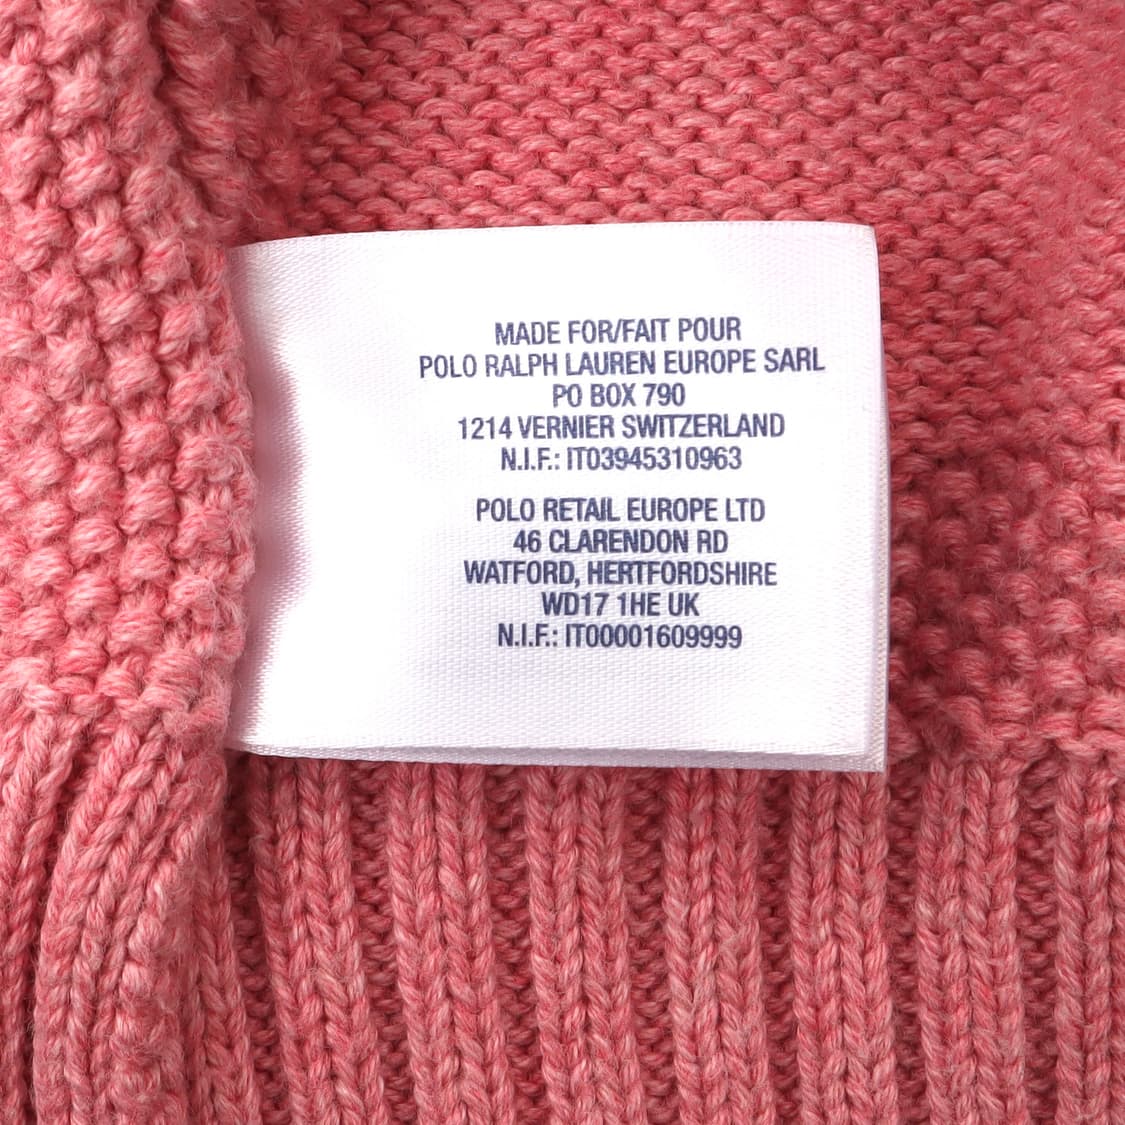 MADE FOR/FAIT POUR
POLO RALPH LAUREN EUROPE SARL
PO BOX 790
1214 VERNIER SWITZERLAND
N.I.F.: IT03945310963
POLO RETAIL EUROPE LTD
46 CLARENDON RD
WATFORD, HERTFORDSHIRE
WD17 1HE UK
N.I.F.: IT00001609999